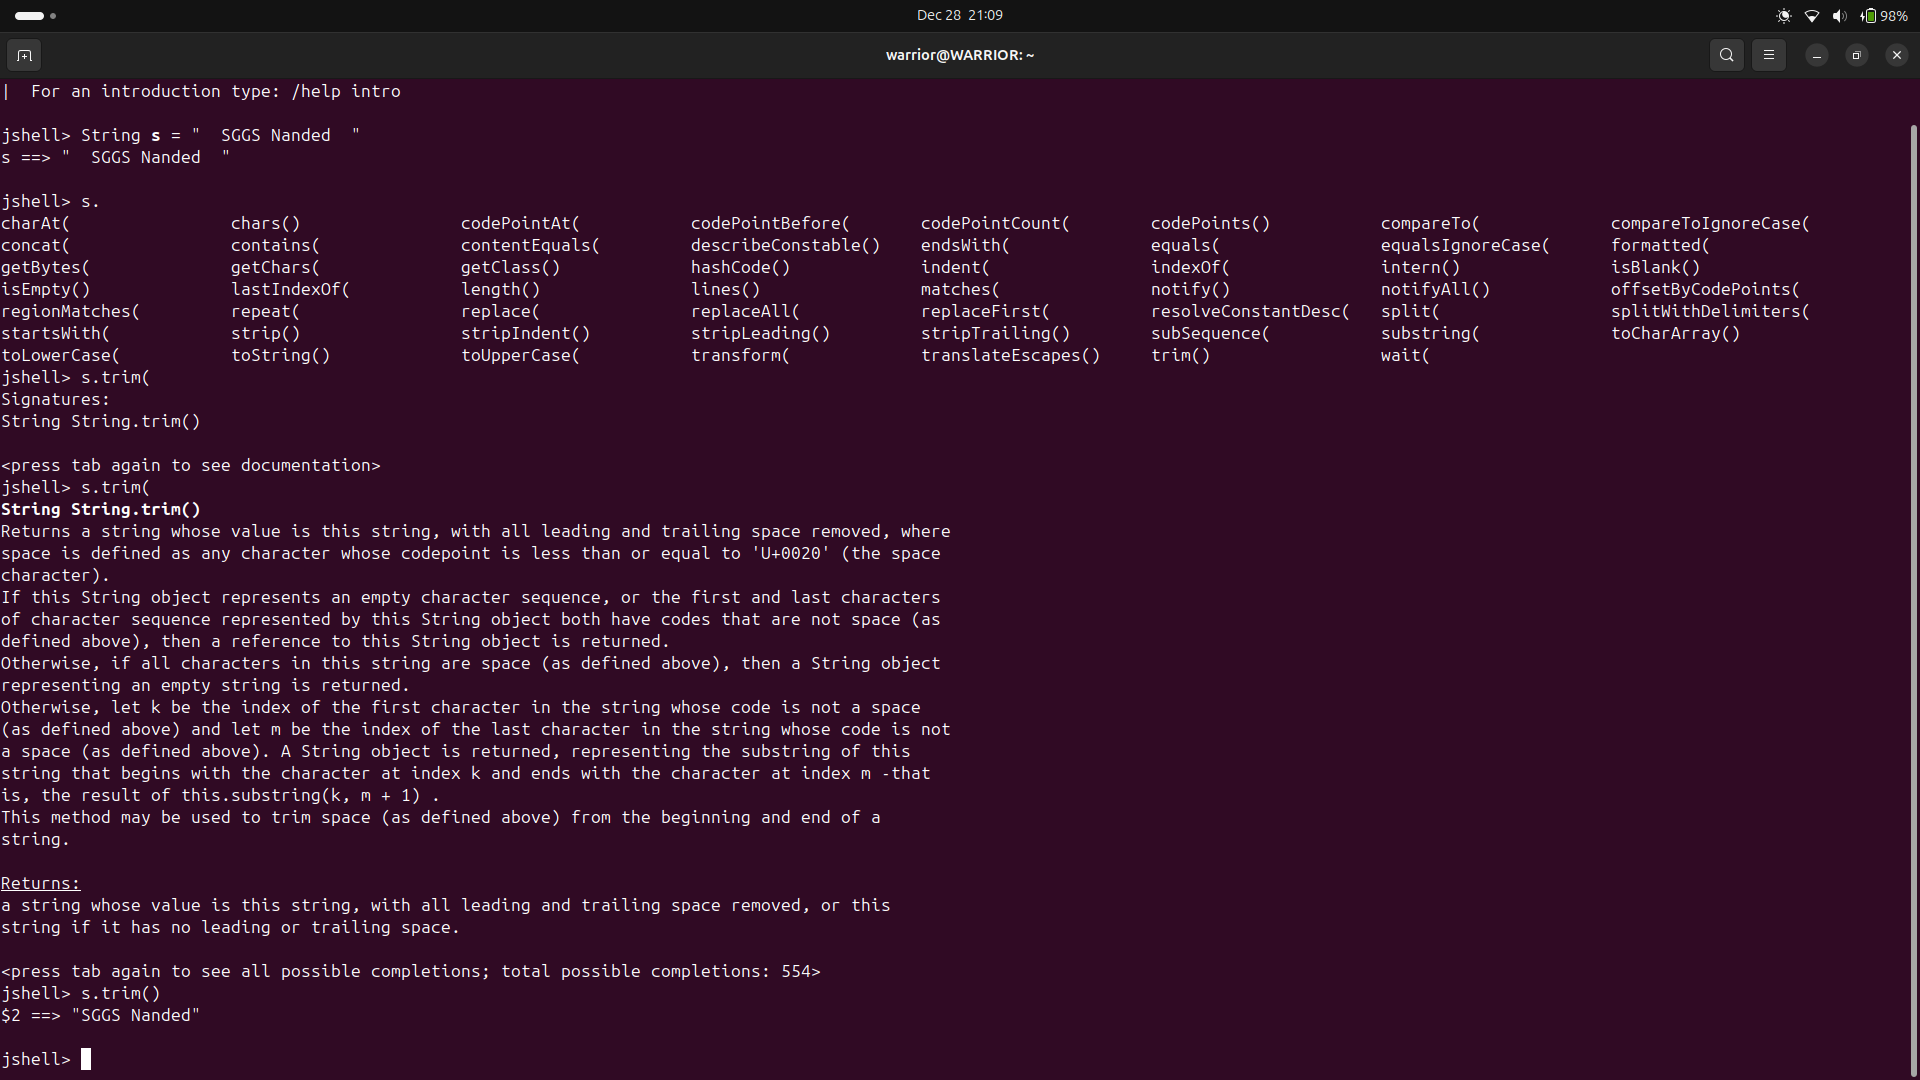 Dec 28 21:09
98%
warrior@WARRIOR: ~
| For an introduction type: /help intro
jshell> String s = "  SGGS Nanded  "
s ==> "  SGGS Nanded  "
jshell> s.
charAt( chars() codePointAt( codePointBefore( codePointCount( codePoints() compareTo( compareToIgnoreCase(
concat( contains( contentEquals( describeConstable() endsWith( equals( equalsIgnoreCase( formatted(
getBytes( getChars( getClass() hashCode() indent( indexOf( intern() isBlank()
isEmpty() lastIndexOf( length() lines() matches( notify() notifyAll() offsetByCodePoints(
regionMatches( repeat( replace( replaceAll( replaceFirst( resolveConstantDesc( split( splitWithDelimiters(
startsWith( strip() stripIndent() stripLeading() stripTrailing() subSequence( substring( toCharArray()
toLowerCase( toString() toUpperCase( transform( translateEscapes() trim() wait(
jshell> s.trim(
Signatures:
String String.trim()
<press tab again to see documentation>
jshell> s.trim(
String String.trim()
Returns a string whose value is this string, with all leading and trailing space removed, where
space is defined as any character whose codepoint is less than or equal to 'U+0020' (the space
character).
If this String object represents an empty character sequence, or the first and last characters
of character sequence represented by this String object both have codes that are not space (as
defined above), then a reference to this String object is returned.
Otherwise, if all characters in this string are space (as defined above), then a String object
representing an empty string is returned.
Otherwise, let k be the index of the first character in the string whose code is not a space
(as defined above) and let m be the index of the last character in the string whose code is not
a space (as defined above). A String object is returned, representing the substring of this
string that begins with the character at index k and ends with the character at index m -that
is, the result of this.substring(k, m + 1) .
This method may be used to trim space (as defined above) from the beginning and end of a
string.
Returns:
a string whose value is this string, with all leading and trailing space removed, or this
string if it has no leading or trailing space.
<press tab again to see all possible completions; total possible completions: 554>
jshell> s.trim()
$2 ==> "SGGS Nanded"
jshell>